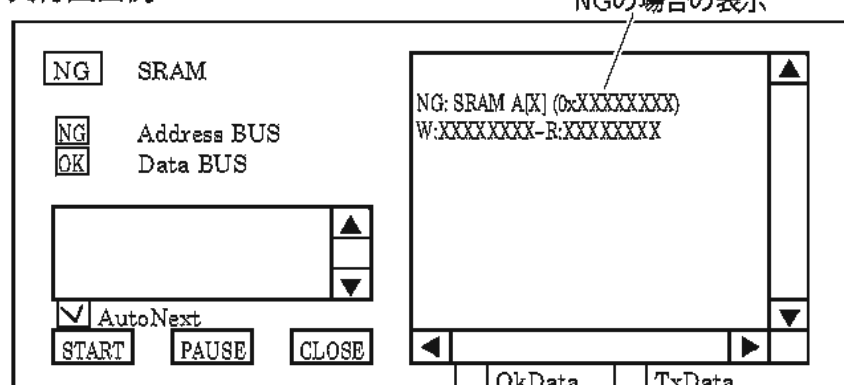 NGの場合の表示
NG SRAM
NG Address BUS
OK Data BUS
AutoNext
START PAUSE CLOSE
NG: SRAM A[X] (0xXXXXXXXX)
W:XXXXXXXX-R:XXXXXXXX
OkData TxData